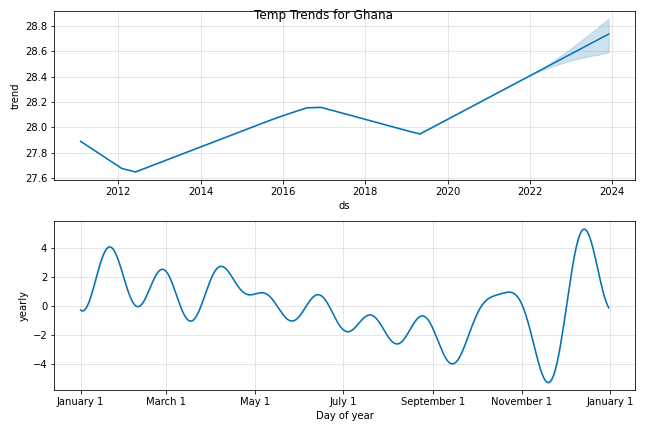 Temp Trends for Ghana
28.8
28.6
28.4
28.2
28.0
27.8
27.6
trend
2012 2014 2016 2018 2020 2022 2024
ds
4
2
0
−2
−4
yearly
January 1 March 1 May 1 July 1 September 1 November 1 January 1
Day of year